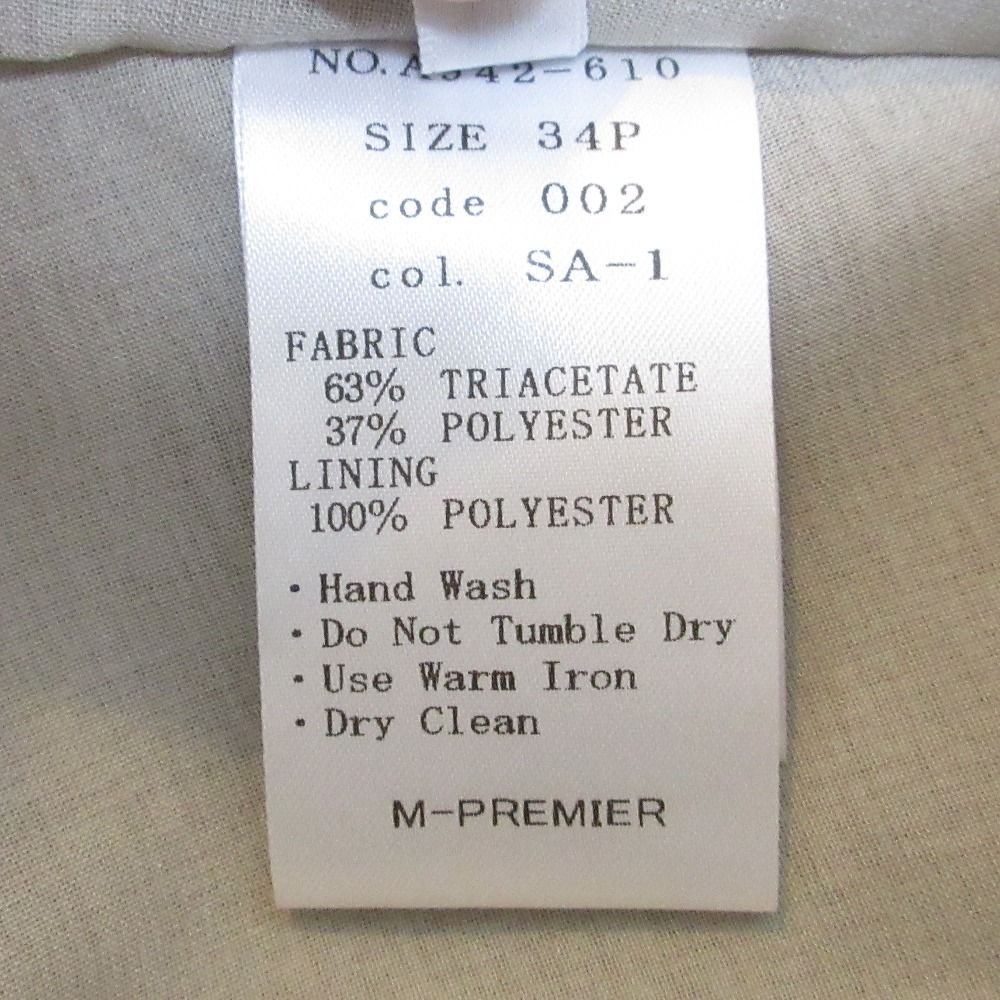 NO.
SIZE 34P
code 002
col. SA-1
FABRIC
63% TRIACETATE
37% POLYESTER
LINING
100% POLYESTER
・Hand Wash
・Do Not Tumble Dry
・Use Warm Iron
・Dry Clean
M-PREMIER